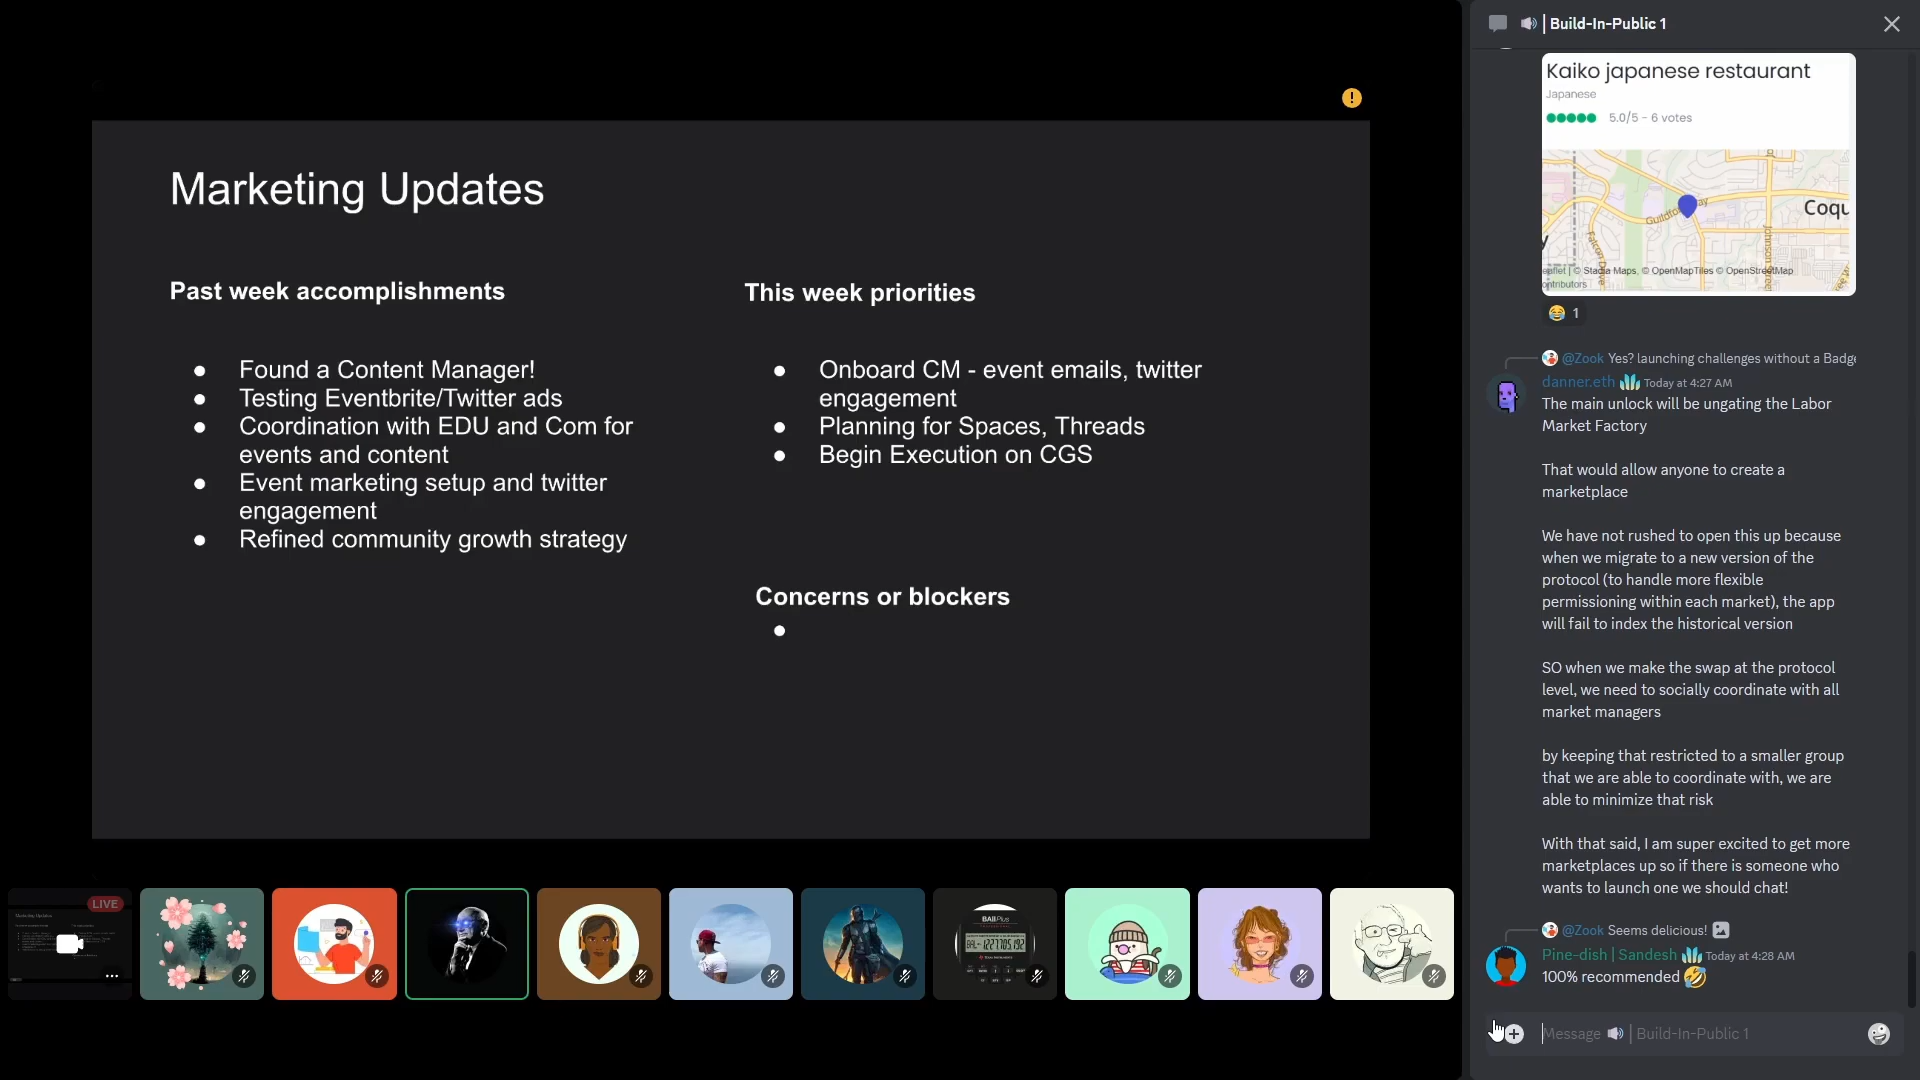 Marketing Updates
Past week accomplishments
Found a Content Manager!
Testing Eventbrite/Twitter ads
Coordination with EDU and Com for
events and content
Event marketing setup and twitter
engagement
Refined community growth strategy
This week priorities
Onboard CM - event emails, twitter
engagement
Planning for Spaces, Threads
Begin Execution on CGS
Concerns or blockers
LIVE
BAII Plus
Build-In-Public 1
Kaiko japanese restaurant
Japanese
5.0/5 - 6 votes
Guildford Way
Coqu
Falcon Drive
Johnson Street
| © Stadia Maps, © OpenMapTiles © OpenStreetMap
ontributors
1
@Zook Yes? launching challenges without a Badge
danner.eth Today at 4:27 AM
The main unlock will be ungating the Labor
Market Factory
That would allow anyone to create a
marketplace
We have not rushed to open this up because
when we migrate to a new version of the
protocol (to handle more flexible
permissioning within each market), the app
will fail to index the historical version
SO when we make the swap at the protocol
level, we need to socially coordinate with all
market managers
by keeping that restricted to a smaller group
that we are able to coordinate with, we are
able to minimize that risk
With that said, I am super excited to get more
marketplaces up so if there is someone who
wants to launch one we should chat!
@Zook Seems delicious!
Pine-dish | Sandesh Today at 4:28 AM
100% recommended
Message | Build-In-Public 1